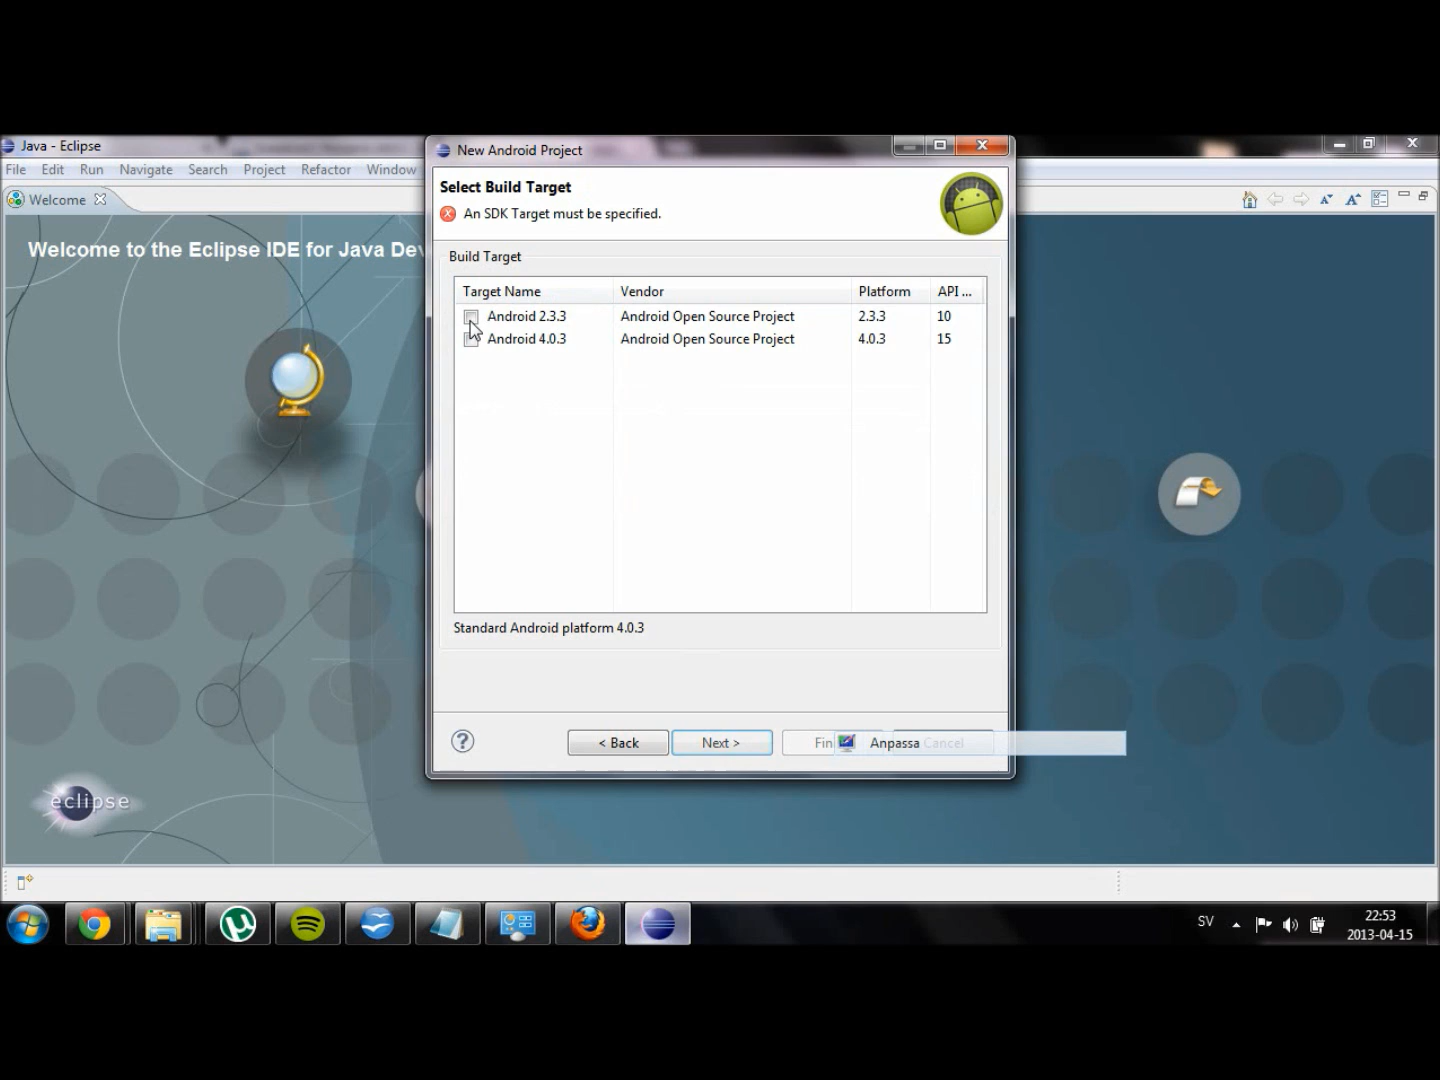 Java - Eclipse
New Android Project
File Edit Run Navigate Search Project Refactor Window
Select Build Target
An SDK Target must be specified.
Welcome
Welcome to the Eclipse IDE for Java Dev
Build Target
Target Name Vendor Platform API ...
Android 2.3.3 Android Open Source Project 2.3.3 10
Android 4.0.3 Android Open Source Project 4.0.3 15
Standard Android platform 4.0.3
< Back Next > Fin Anpassa Cancel
eclipse
SV
22:53
2013-04-15